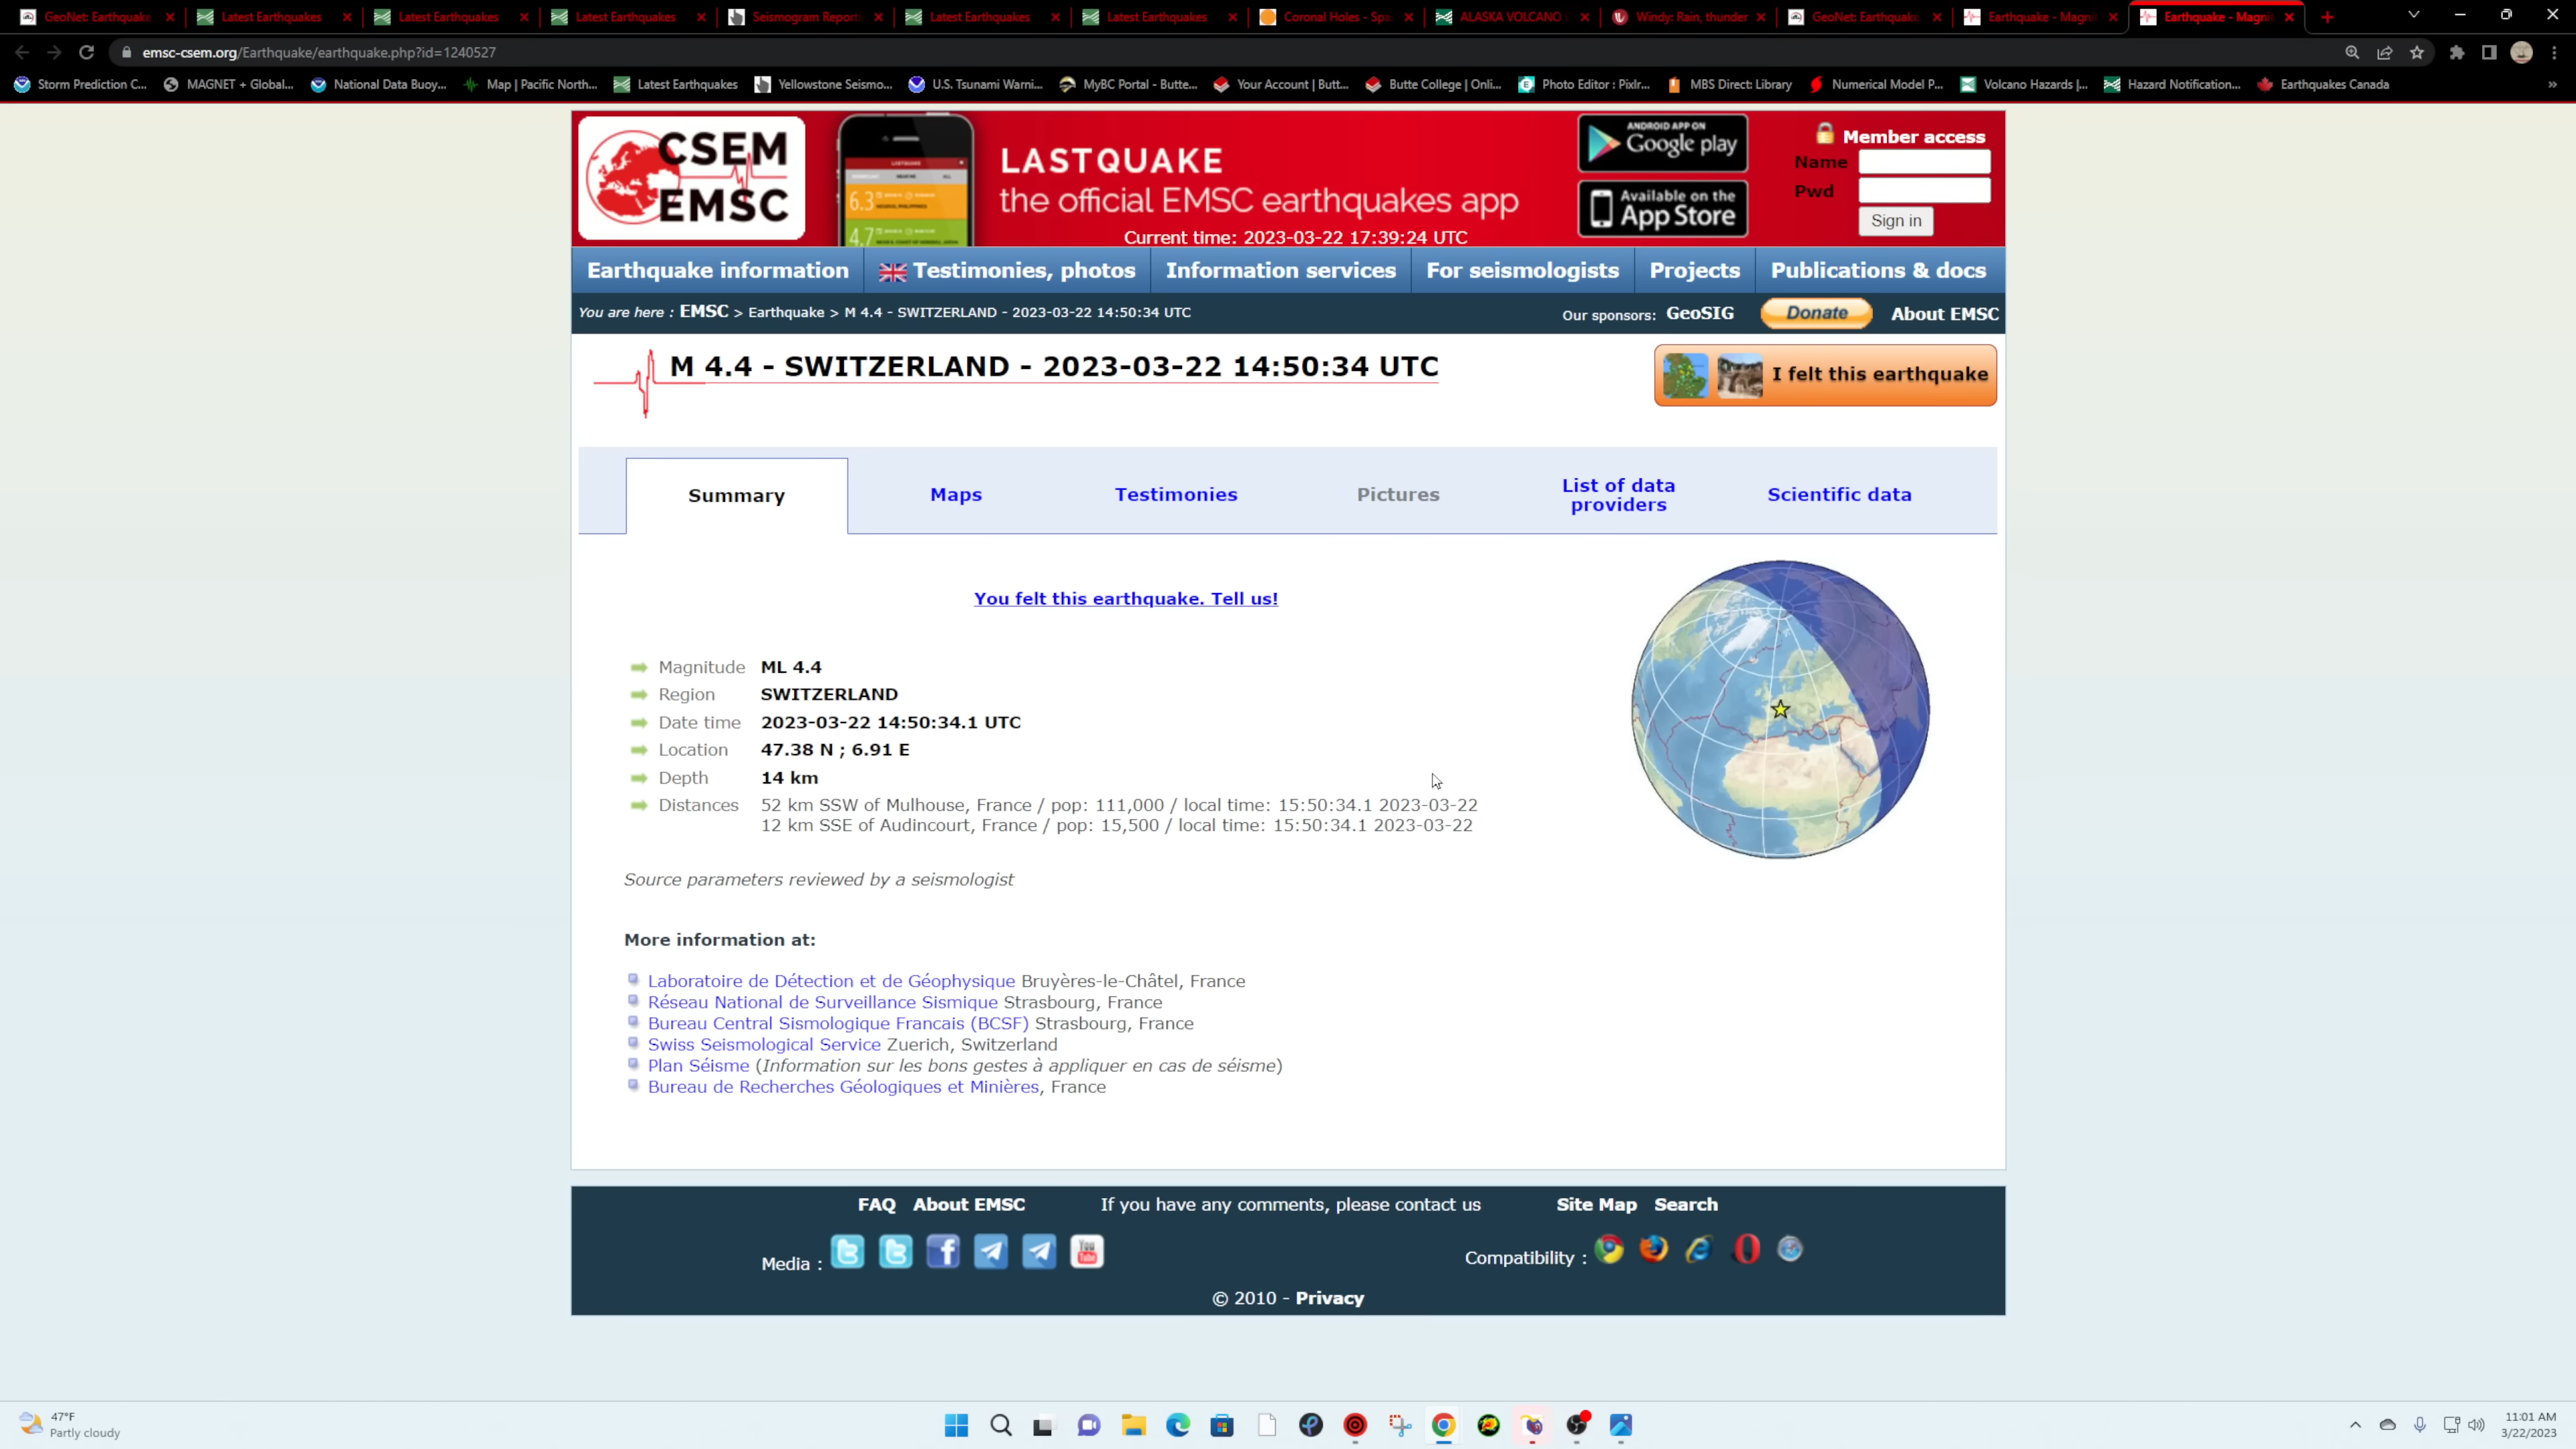 GeoNet: Earthquake
Latest Earthquakes
Latest Earthquakes
Latest Earthquakes
Seismogram Report
Latest Earthquakes
Latest Earthquakes
Coronal Holes - Spa
ALASKA VOLCANO
Windy: Rain, thunder
GeoNet: Earthquake
Earthquake - Magni
Earthquake - Magni
emsc-csem.org/Earthquake/earthquake.php?id=1240527
Storm Prediction C...
MAGNET + Global...
National Data Buoy...
Map | Pacific North...
Latest Earthquakes
Yellowstone Seismo...
U.S. Tsunami Warni...
MyBC Portal - Butte...
Your Account | Butt...
Butte College | Onli...
Photo Editor : Pixlr...
MBS Direct: Library
Numerical Model P...
Volcano Hazards |...
Hazard Notification...
Earthquakes Canada
CSEM
EMSC
6.3
4.7
LASTQUAKE
the official EMSC earthquakes app
Current time: 2023-03-22 17:39:24 UTC
ANDROID APP ON
Google play
Available on the
App Store
Member access
Name
Pwd
Sign in
Earthquake information
Testimonies, photos
Information services
For seismologists
Projects
Publications & docs
You are here : EMSC > Earthquake > M 4.4 - SWITZERLAND - 2023-03-22 14:50:34 UTC
Our sponsors: GeoSIG
Donate
About EMSC
M 4.4 - SWITZERLAND - 2023-03-22 14:50:34 UTC
I felt this earthquake
Summary
Maps
Testimonies
Pictures
List of data
providers
Scientific data
You felt this earthquake. Tell us!
Magnitude ML 4.4
Region SWITZERLAND
Date time 2023-03-22 14:50:34.1 UTC
Location 47.38 N ; 6.91 E
Depth 14 km
Distances 52 km SSW of Mulhouse, France / pop: 111,000 / local time: 15:50:34.1 2023-03-22
12 km SSE of Audincourt, France / pop: 15,500 / local time: 15:50:34.1 2023-03-22
Source parameters reviewed by a seismologist
More information at:
Laboratoire de Détection et de Géophysique Bruyères-le-Châtel, France
Réseau National de Surveillance Sismique Strasbourg, France
Bureau Central Sismologique Francais (BCSF) Strasbourg, France
Swiss Seismological Service Zuerich, Switzerland
Plan Séisme (Information sur les bons gestes à appliquer en cas de séisme)
Bureau de Recherches Géologiques et Minières, France
FAQ About EMSC If you have any comments, please contact us Site Map Search
Media :
You
Tube
Compatibility :
© 2010 - Privacy
47°F
Partly cloudy
11:01 AM
3/22/2023